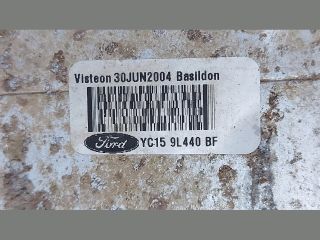 Visteon 30JUN2004 Basildon
Ford YC15 9L440 BF